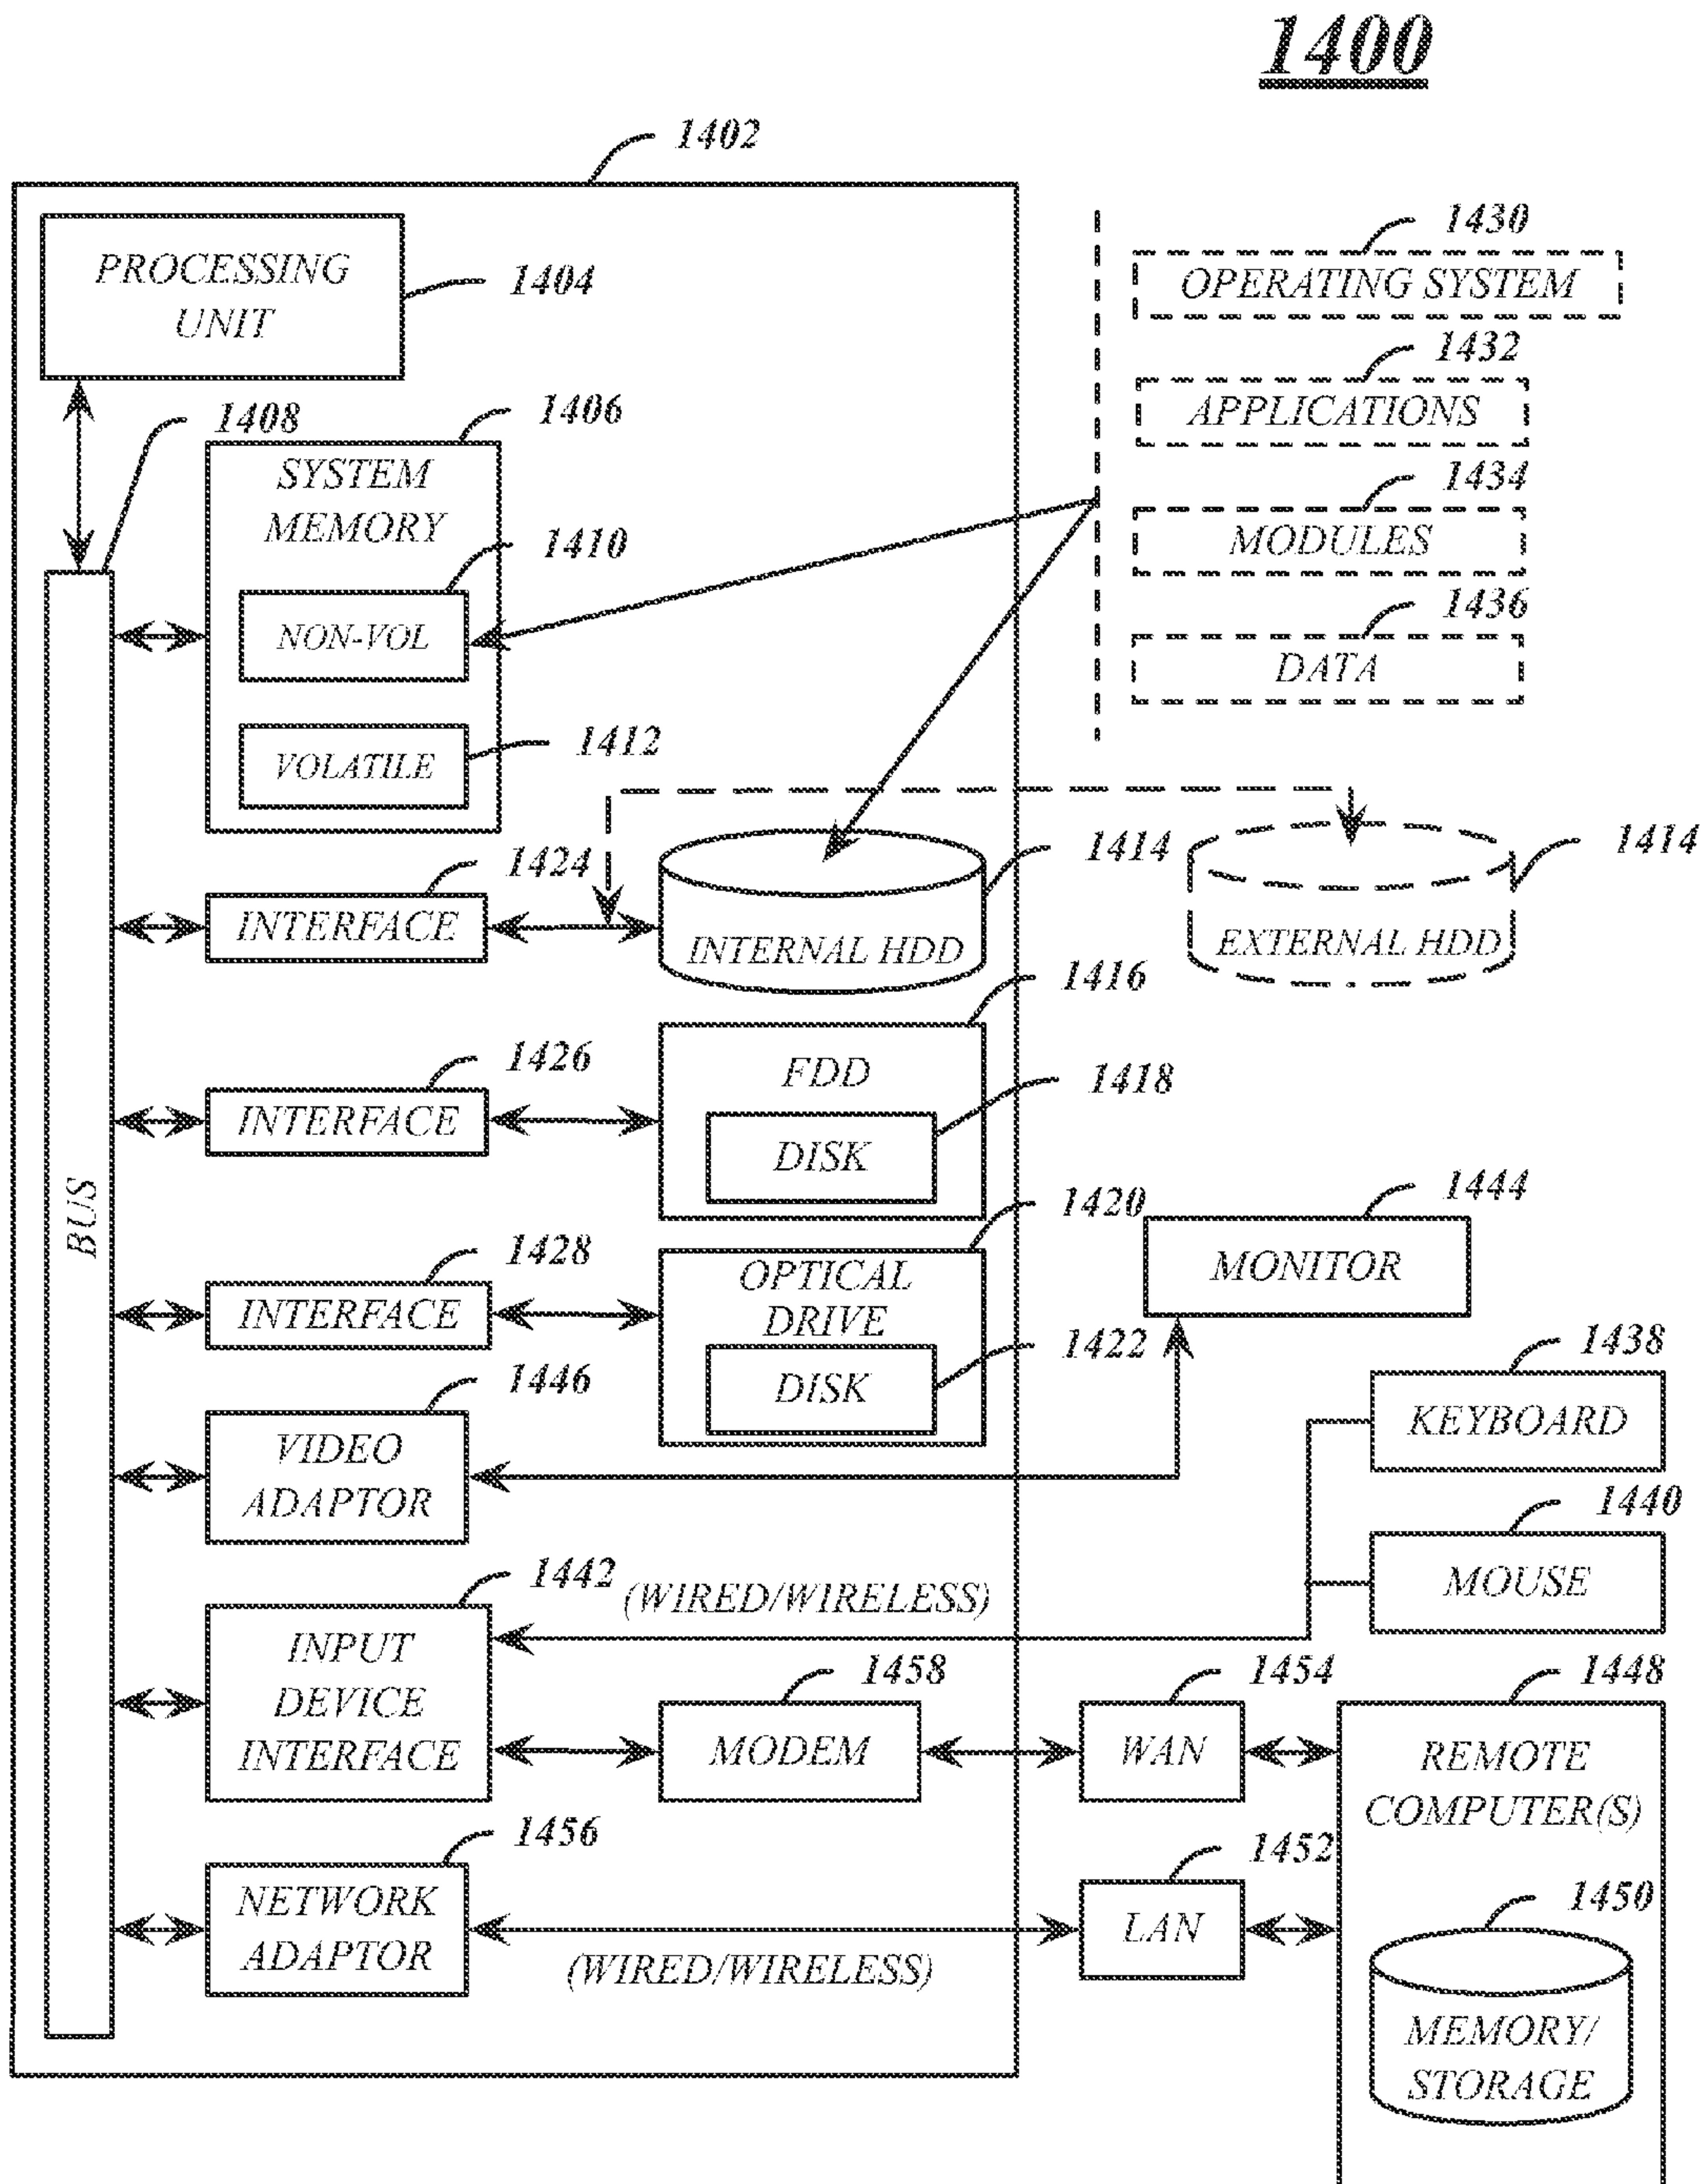 1400
1402
PROCESSING
UNIT
1404
1430
OPERATING SYSTEM
1432
APPLICATIONS
1434
MODULES
1436
DATA
1408
1406
SYSTEM
MEMORY
1410
NON-VOL
1412
VOLATILE
BUS
1424
INTERFACE
1414
INTERNAL HDD
1414
EXTERNAL HDD
1426
INTERFACE
1416
FDD
1418
DISK
1428
INTERFACE
1420
OPTICAL
DRIVE
1422
DISK
1444
MONITOR
1446
VIDEO
ADAPTOR
1438
KEYBOARD
1440
MOUSE
1442
INPUT
DEVICE
INTERFACE
(WIRED/WIRELESS)
1458
MODEM
1454
WAN
1448
REMOTE
COMPUTER(S)
1456
NETWORK
ADAPTOR
(WIRED/WIRELESS)
1452
LAN
1450
MEMORY/
STORAGE